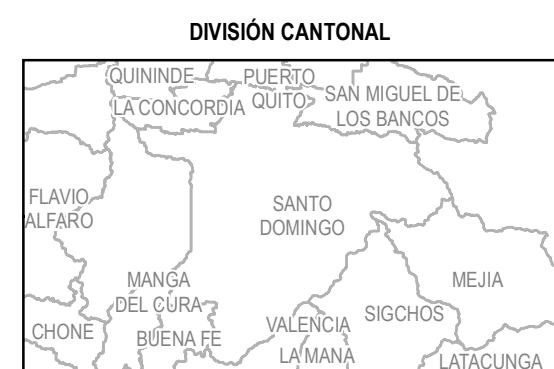 DIVISIÓN CANTONAL
QUININDE
PUERTO
QUITO
LA CONCORDIA
SAN MIGUEL DE
LOS BANCOS
FLAVIO
ALFARO
SANTO
DOMINGO
MANGA
DEL CURA
MEJIA
CHONE
BUENA FE
VALENCIA
SIGCHOS
LA MANA
LATACUNGA